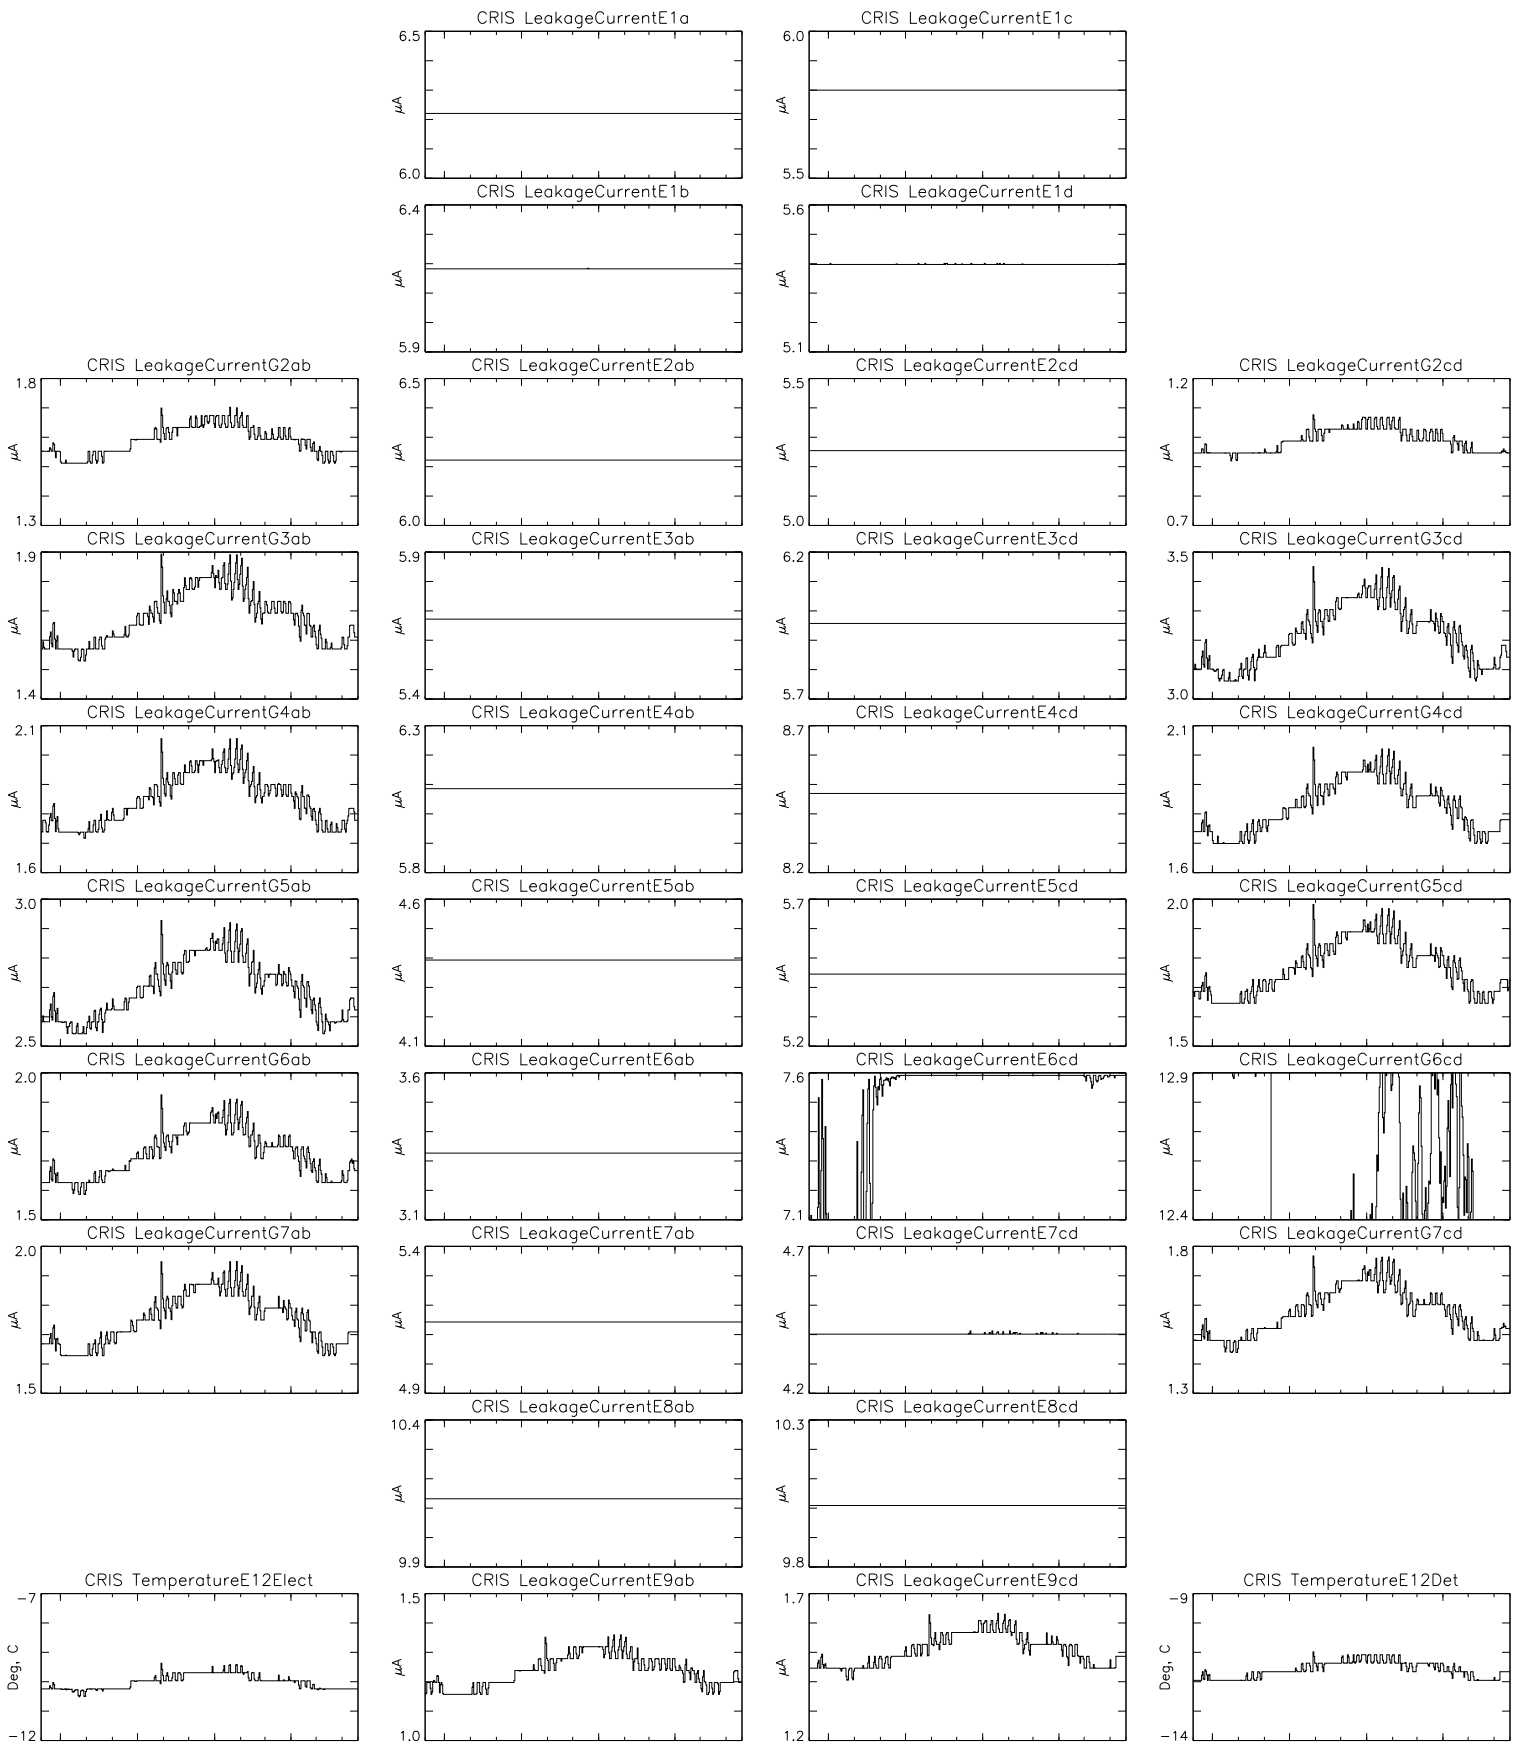 CRIS LeakageCurrentE1a
6.5
μA
6.0
CRIS LeakageCurrentE1c
6.0
μA
5.5
CRIS LeakageCurrentE1b
6.4
μA
5.9
CRIS LeakageCurrentE1d
5.6
μA
5.1
CRIS LeakageCurrentG2ab
1.8
μA
1.3
CRIS LeakageCurrentE2ab
6.5
μA
6.0
CRIS LeakageCurrentE2cd
5.5
μA
5.0
CRIS LeakageCurrentG2cd
1.2
μA
0.7
CRIS LeakageCurrentG3ab
1.9
μA
1.4
CRIS LeakageCurrentE3ab
5.9
μA
5.4
CRIS LeakageCurrentE3cd
6.2
μA
5.7
CRIS LeakageCurrentG3cd
3.5
μA
3.0
CRIS LeakageCurrentG4ab
2.1
μA
1.6
CRIS LeakageCurrentE4ab
6.3
μA
5.8
CRIS LeakageCurrentE4cd
8.7
μA
8.2
CRIS LeakageCurrentG4cd
2.1
μA
1.6
CRIS LeakageCurrentG5ab
3.0
μA
2.5
CRIS LeakageCurrentE5ab
4.6
μA
4.1
CRIS LeakageCurrentE5cd
5.7
μA
5.2
CRIS LeakageCurrentG5cd
2.0
μA
1.5
CRIS LeakageCurrentG6ab
2.0
μA
1.5
CRIS LeakageCurrentE6ab
3.6
μA
3.1
CRIS LeakageCurrentE6cd
7.6
μA
7.1
CRIS LeakageCurrentG6cd
12.9
μA
12.4
CRIS LeakageCurrentG7ab
2.0
μA
1.5
CRIS LeakageCurrentE7ab
5.4
μA
4.9
CRIS LeakageCurrentE7cd
4.7
μA
4.2
CRIS LeakageCurrentG7cd
1.8
μA
1.3
CRIS LeakageCurrentE8ab
10.4
μA
9.9
CRIS LeakageCurrentE8cd
10.3
μA
9.8
CRIS TemperatureE12Elect
-7
Deg, C
-12
CRIS LeakageCurrentE9ab
1.5
μA
1.0
CRIS LeakageCurrentE9cd
1.7
μA
1.2
CRIS TemperatureE12Det
-9
Deg, C
-14